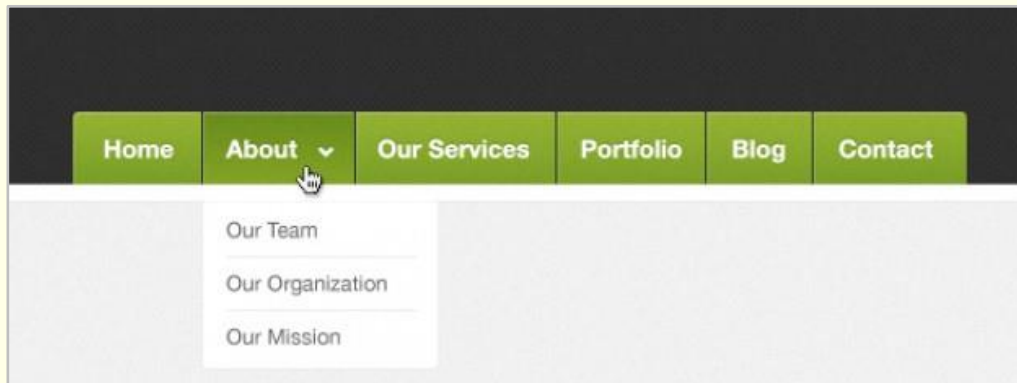 Home About Our Services Portfolio Blog Contact
Our Team
Our Organization
Our Mission